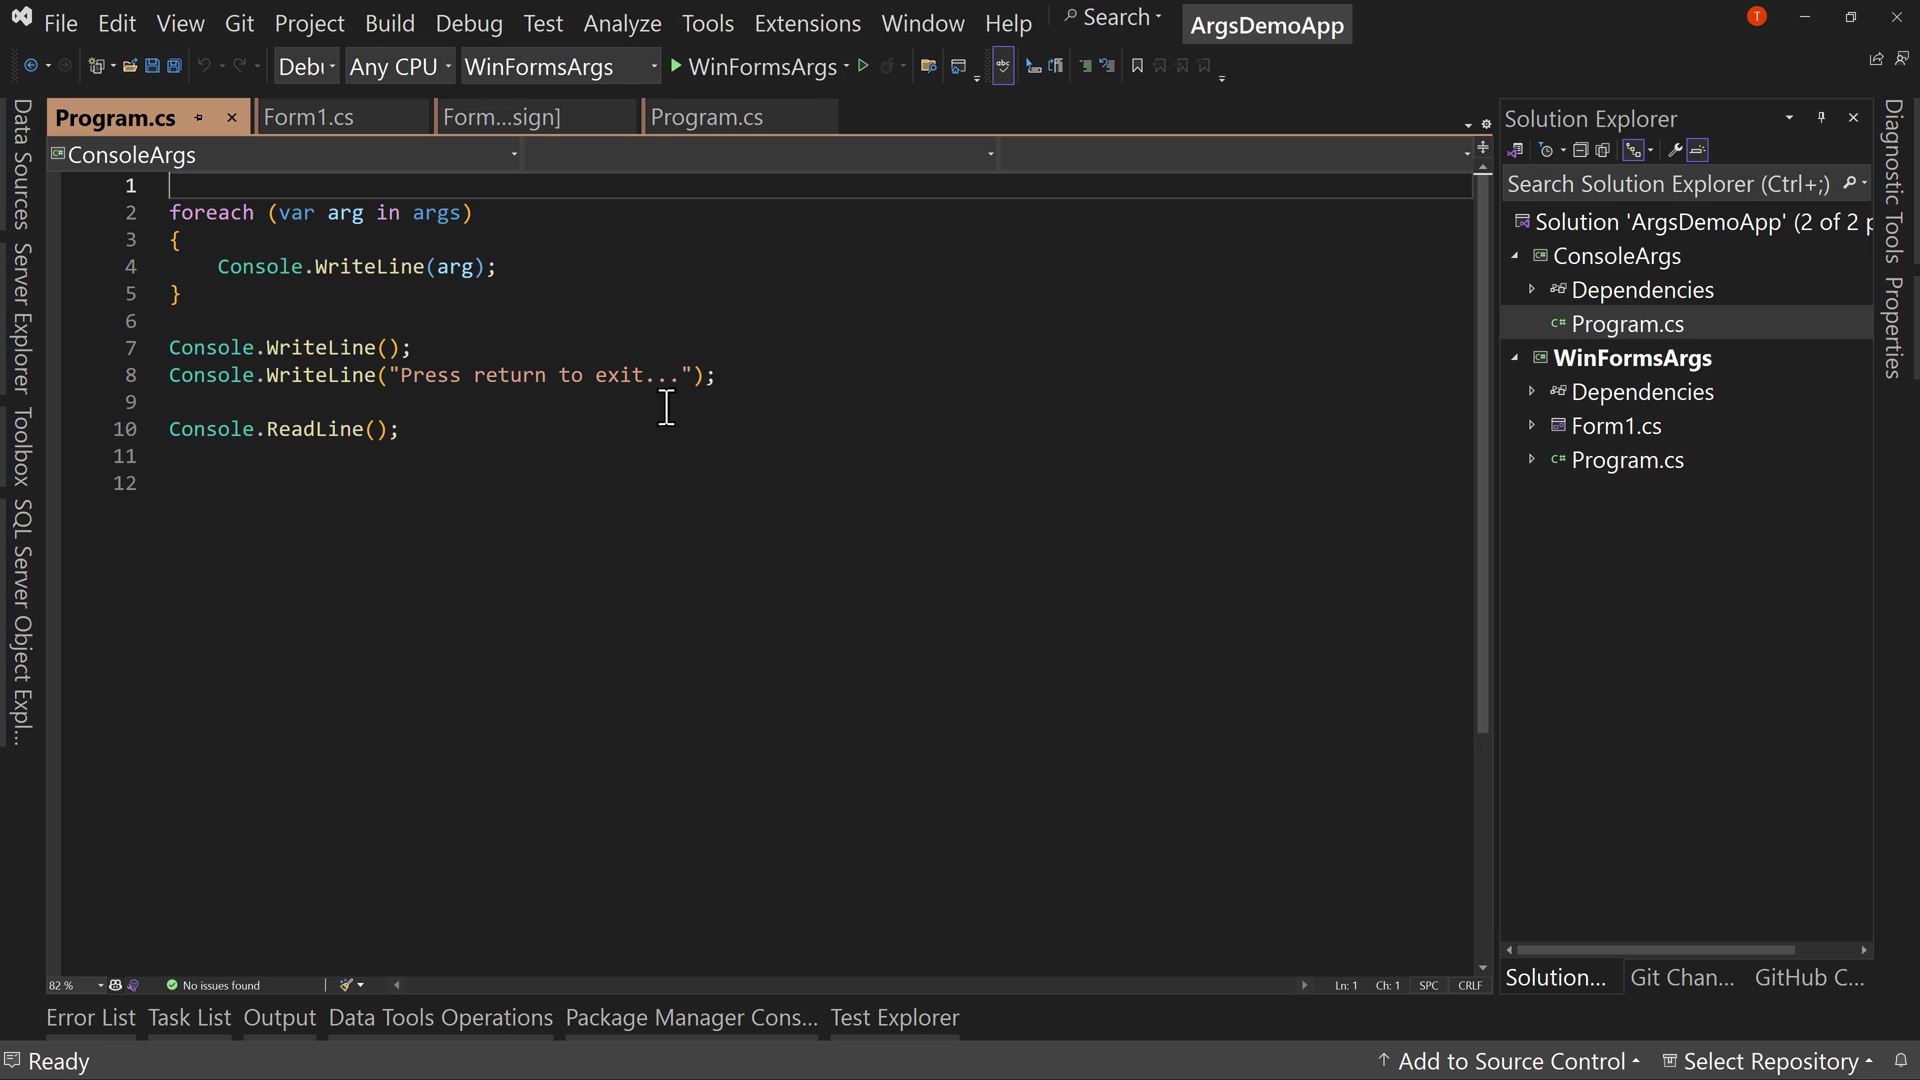 File Edit View Git Project Build Debug Test Analyze Tools Extensions Window Help Search ArgsDemoApp T
Debu Any CPU WinFormsArgs WinFormsArgs abc
Program.cs Form1.cs Form...sign] Program.cs
C# ConsoleArgs
1
2 foreach (var arg in args)
3 {
4 Console.WriteLine(arg);
5 }
6
7 Console.WriteLine();
8 Console.WriteLine("Press return to exit...");
9
10 Console.ReadLine();
11
12
82 % No issues found Ln: 1 Ch: 1 SPC CRLF
Data Sources
Server Explorer
Toolbox
SQL Server Object Expl...
Solution Explorer
Search Solution Explorer (Ctrl+;)
Solution 'ArgsDemoApp' (2 of 2 p
C# ConsoleArgs
Dependencies
C# Program.cs
C# WinFormsArgs
Dependencies
Form1.cs
C# Program.cs
Solution... Git Chan... GitHub C...
Diagnostic Tools
Properties
Error List Task List Output Data Tools Operations Package Manager Cons... Test Explorer
Ready Add to Source Control Select Repository